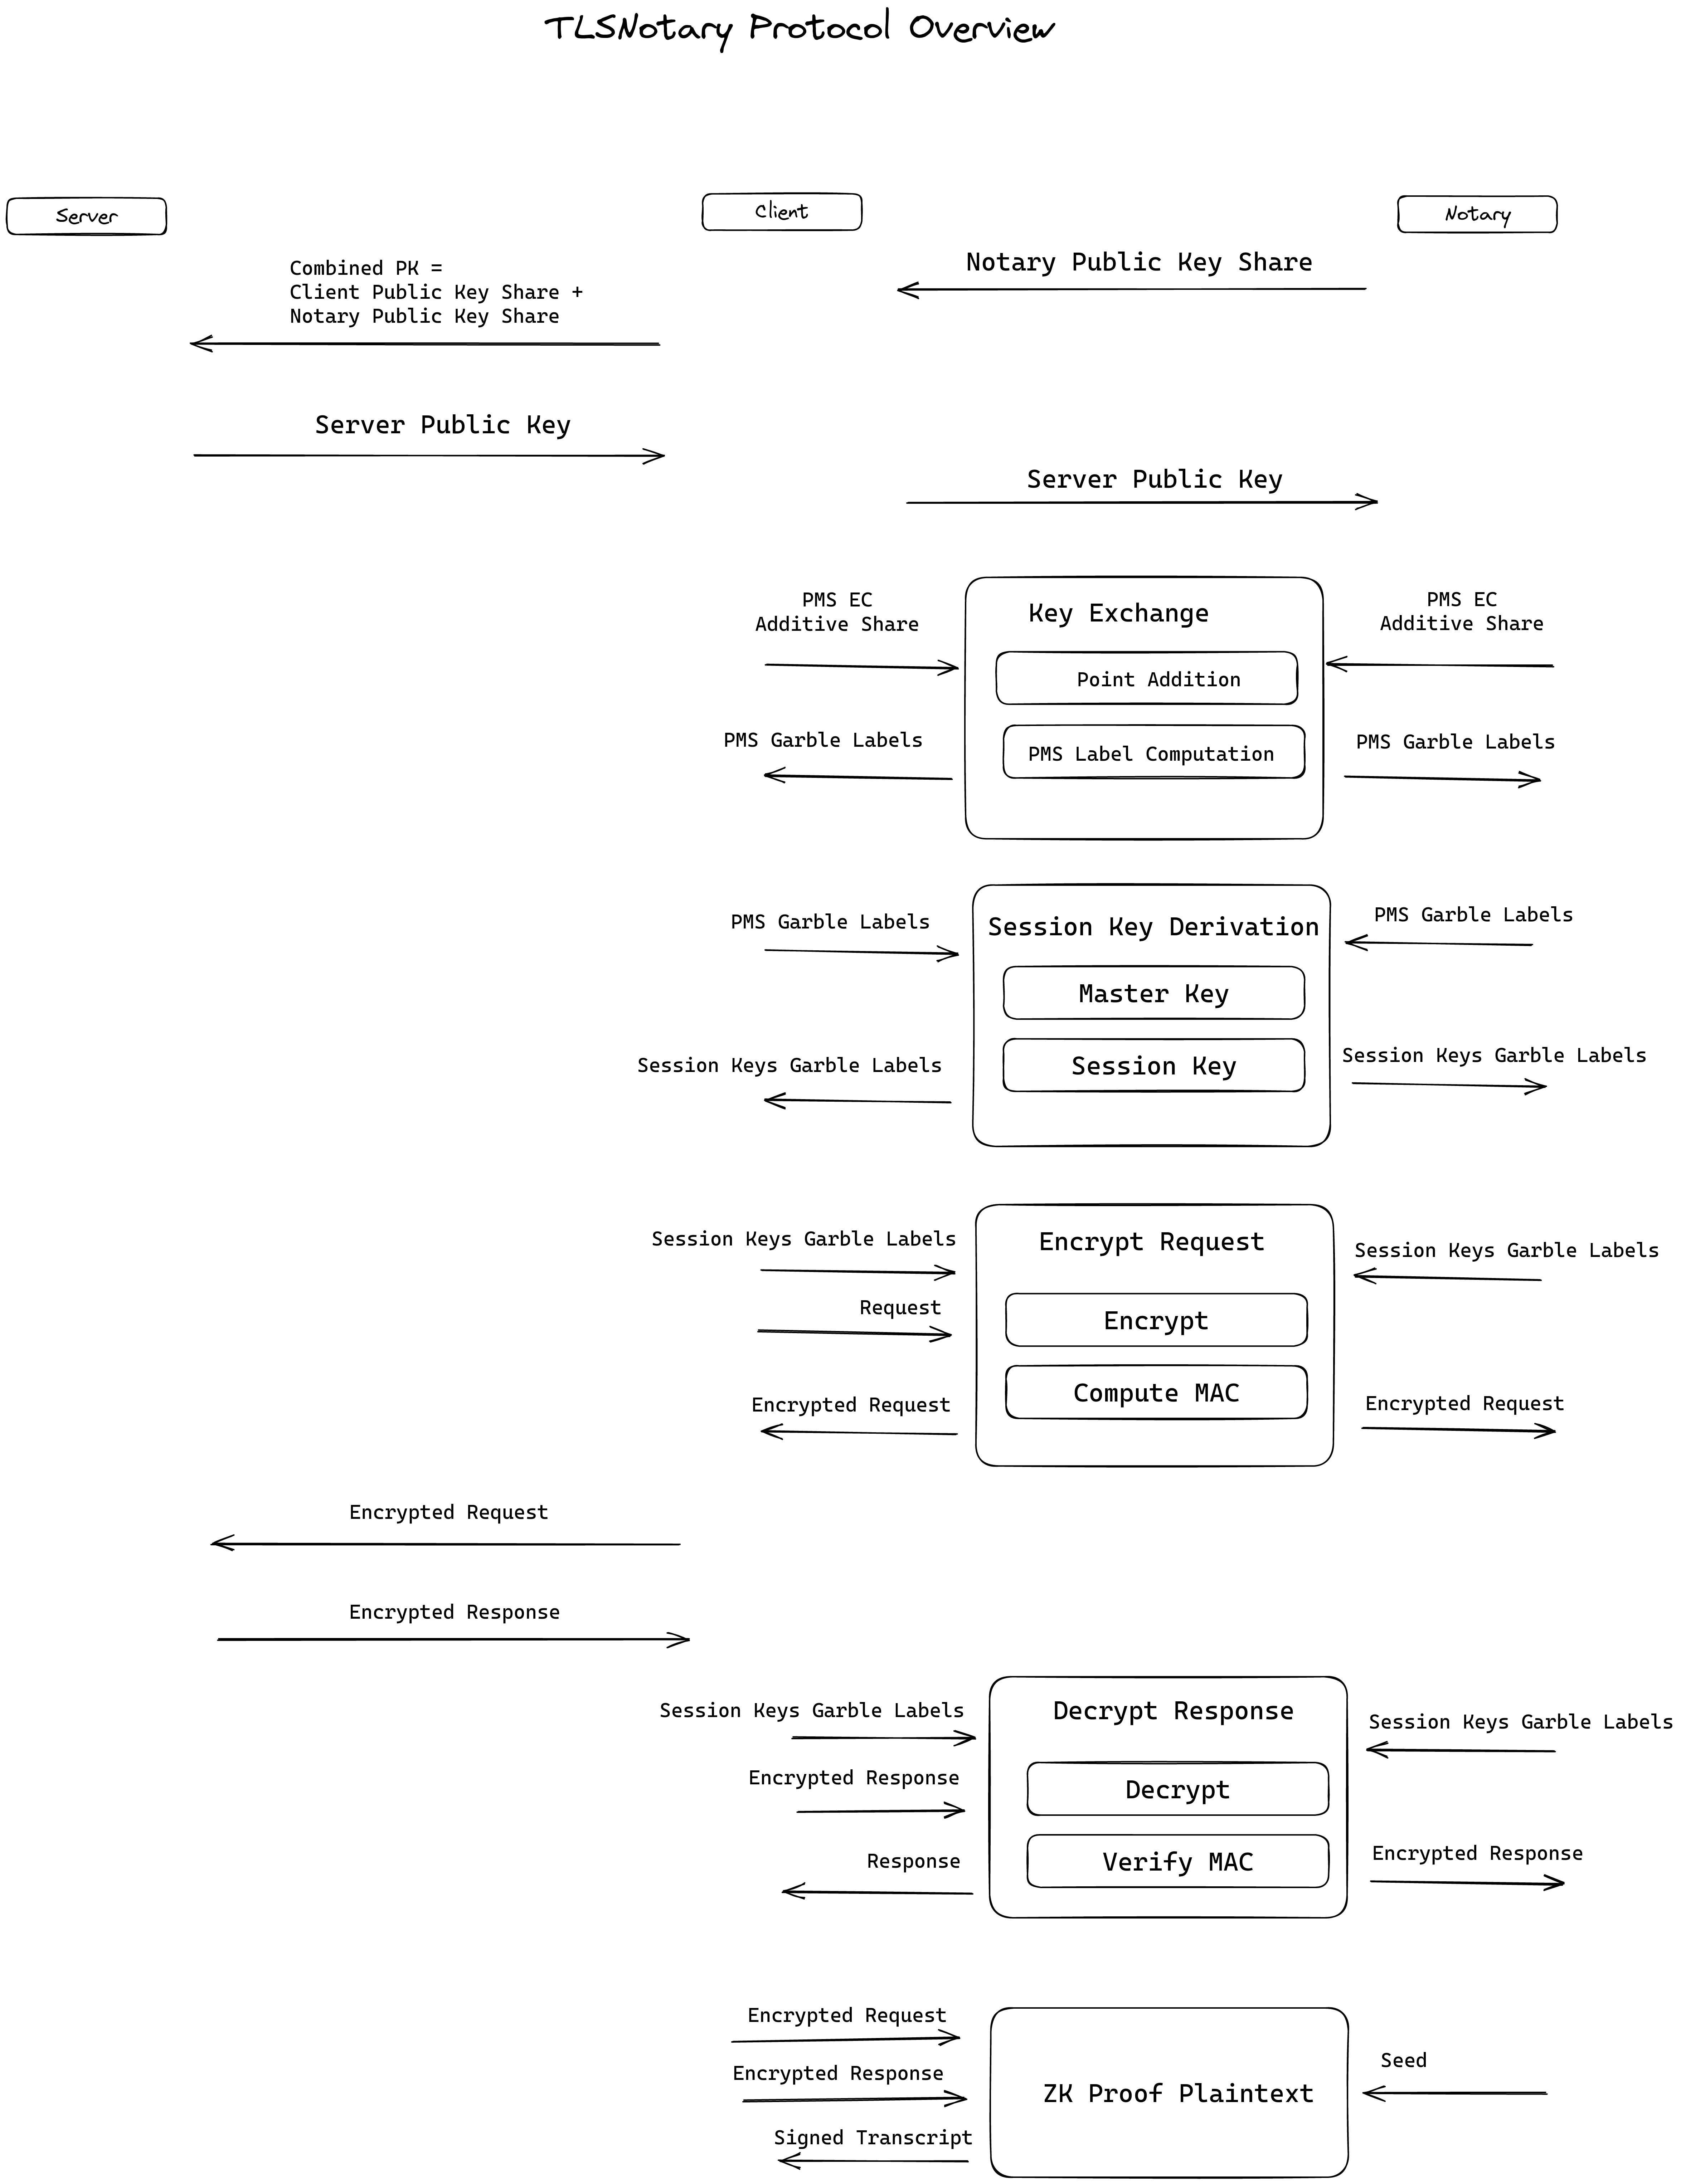 TLSNotary Protocol Overview
Server
Client
Notary
Notary Public Key Share
Combined PK =
Client Public Key Share +
Notary Public Key Share
Server Public Key
Server Public Key
PMS EC
Additive Share
Key Exchange
PMS EC
Additive Share
Point Addition
PMS Garble Labels
PMS Label Computation
PMS Garble Labels
PMS Garble Labels
Session Key Derivation
PMS Garble Labels
Master Key
Session Keys Garble Labels
Session Key
Session Keys Garble Labels
Session Keys Garble Labels
Encrypt Request
Session Keys Garble Labels
Request
Encrypt
Compute MAC
Encrypted Request
Encrypted Request
Encrypted Request
Encrypted Response
Session Keys Garble Labels
Decrypt Response
Session Keys Garble Labels
Encrypted Response
Decrypt
Response
Verify MAC
Encrypted Response
Encrypted Request
Encrypted Response
ZK Proof Plaintext
Seed
Signed Transcript